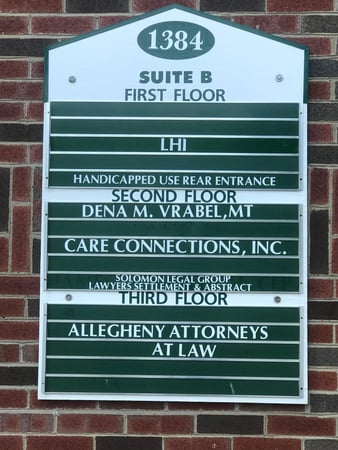 1384
SUITE B
FIRST FLOOR
LHI
HANDICAPPED USE REAR ENTRANCE
SECOND FLOOR
DENA M. VRABEL, MT
CARE CONNECTIONS, INC.
SOLOMON LEGAL GROUP
LAWYERS SETTLEMENT & ABSTRACT
THIRD FLOOR
ALLEGHENY ATTORNEYS
AT LAW